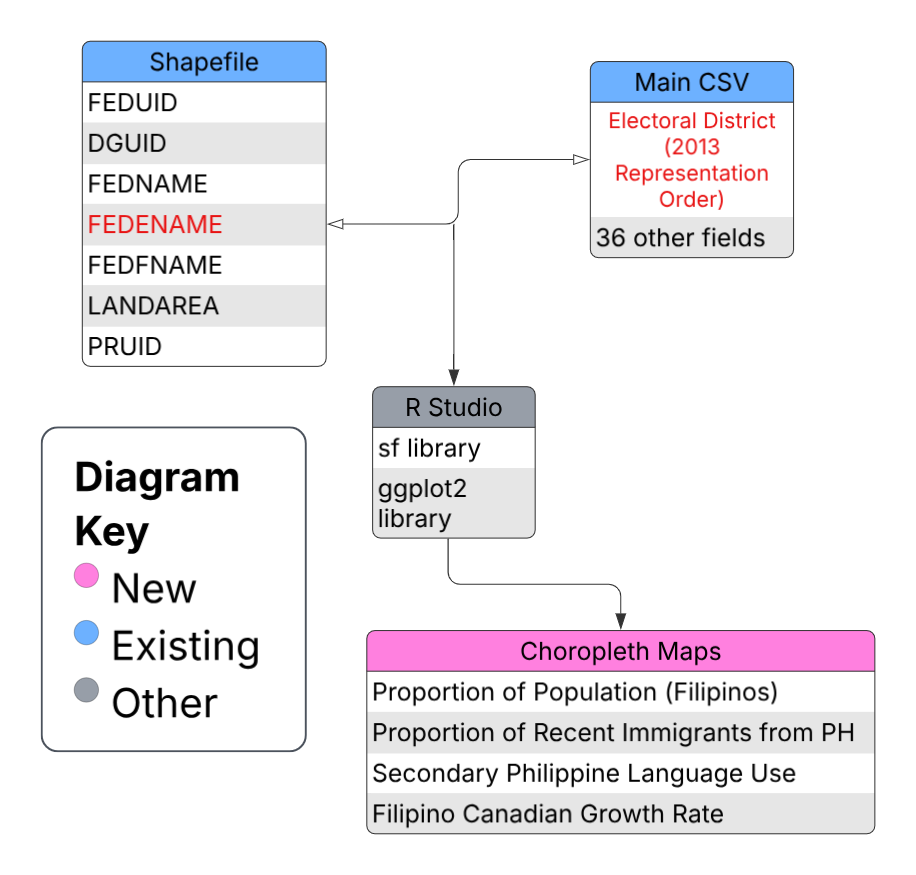 Shapefile
FEDUID
DGUID
FEDNAME
FEDENAME
FEDFNAME
LANDAREA
PRUID
Main CSV
Electoral District
(2013
Representation
Order)
36 other fields
R Studio
sf library
ggplot2
library
Diagram
Key
New
Existing
Other
Choropleth Maps
Proportion of Population (Filipinos)
Proportion of Recent Immigrants from PH
Secondary Philippine Language Use
Filipino Canadian Growth Rate